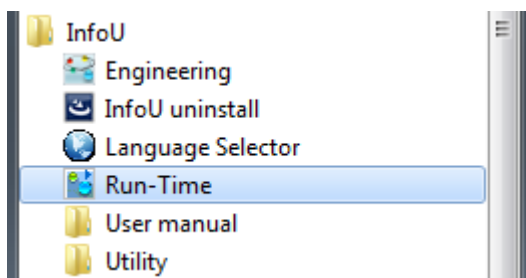 InfoU
Engineering
InfoU uninstall
Language Selector
Run-Time
User manual
Utility